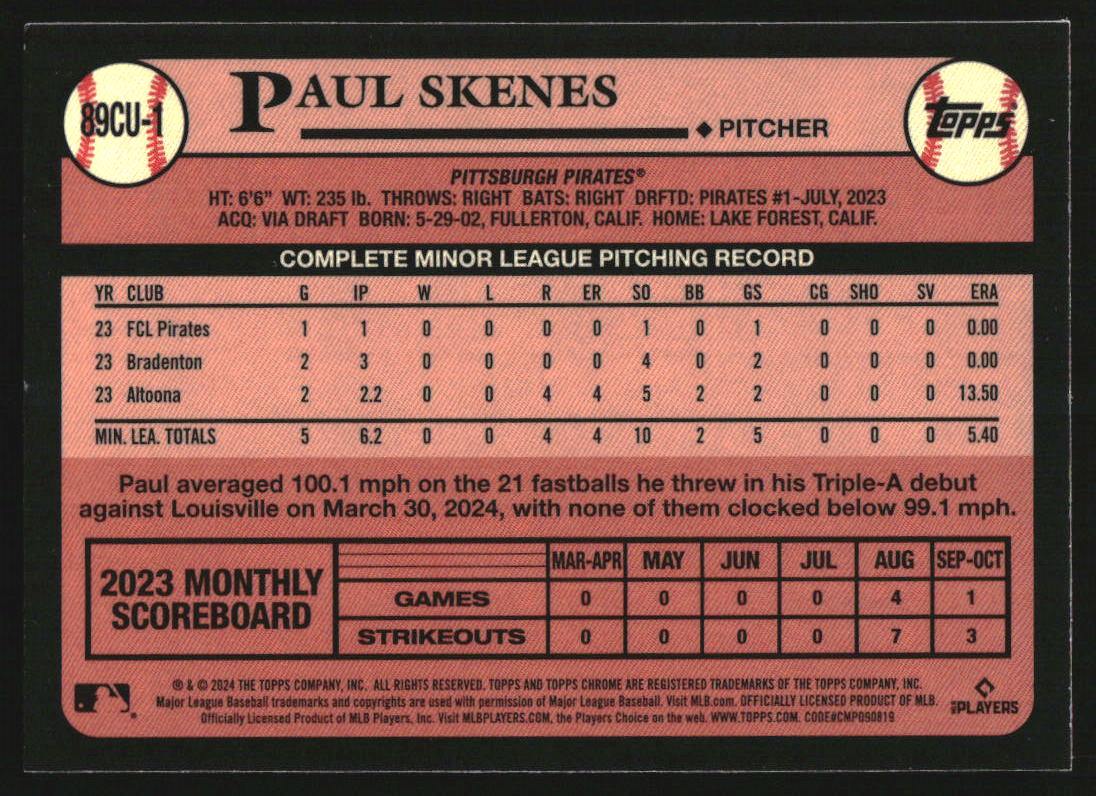 89CU-1
PAUL SKENES
◆ PITCHER
TOPPS
PITTSBURGH PIRATES®
HT: 6'6" WT: 235 lb. THROWS: RIGHT BATS: RIGHT DRFTD: PIRATES #1-JULY, 2023
ACQ: VIA DRAFT BORN: 5-29-02, FULLERTON, CALIF. HOME: LAKE FOREST, CALIF.
COMPLETE MINOR LEAGUE PITCHING RECORD
YR CLUB G IP W L R ER SO BB GS CG SHO SV ERA
23 FCL Pirates 1 1 0 0 0 0 1 0 1 0 0 0 0.00
23 Bradenton 2 3 0 0 0 0 4 0 2 0 0 0 0.00
23 Altoona 2 2.2 0 0 4 4 5 2 2 0 0 0 13.50
MIN. LEA. TOTALS 5 6.2 0 0 4 4 10 2 5 0 0 0 5.40
Paul averaged 100.1 mph on the 21 fastballs he threw in his Triple-A debut
against Louisville on March 30, 2024, with none of them clocked below 99.1 mph.
2023 MONTHLY
SCOREBOARD
MAR-APR MAY JUN JUL AUG SEP-OCT
GAMES 0 0 0 0 4 1
STRIKEOUTS 0 0 0 0 7 3
® & © 2024 THE TOPPS COMPANY, INC. ALL RIGHTS RESERVED. TOPPS AND TOPPS CHROME ARE REGISTERED TRADEMARKS OF THE TOPPS COMPANY, INC.
Major League Baseball trademarks and copyrights are used with permission of Major League Baseball. Visit MLB.com. OFFICIALLY LICENSED PRODUCT OF MLB.
Officially Licensed Product of MLB Players, Inc. Visit MLBPLAYERS.COM, the Players Choice on the web. WWW.TOPPS.COM. CODE#CMP090819
MLB PLAYERS